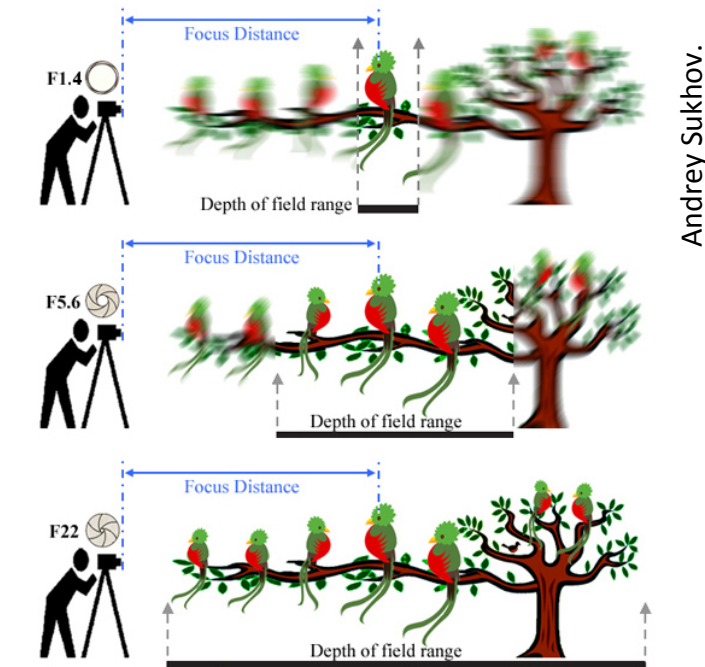 Focus Distance
F1.4
Depth of field range
Focus Distance
F5.6
Depth of field range
Focus Distance
F22
Depth of field range
Andrey Sukhov.